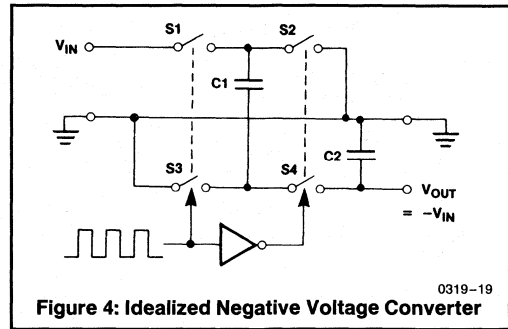 S1
S2
VIN
C1
S3
S4
C2
VOUT
= -VIN
0319-19
Figure 4: Idealized Negative Voltage Converter